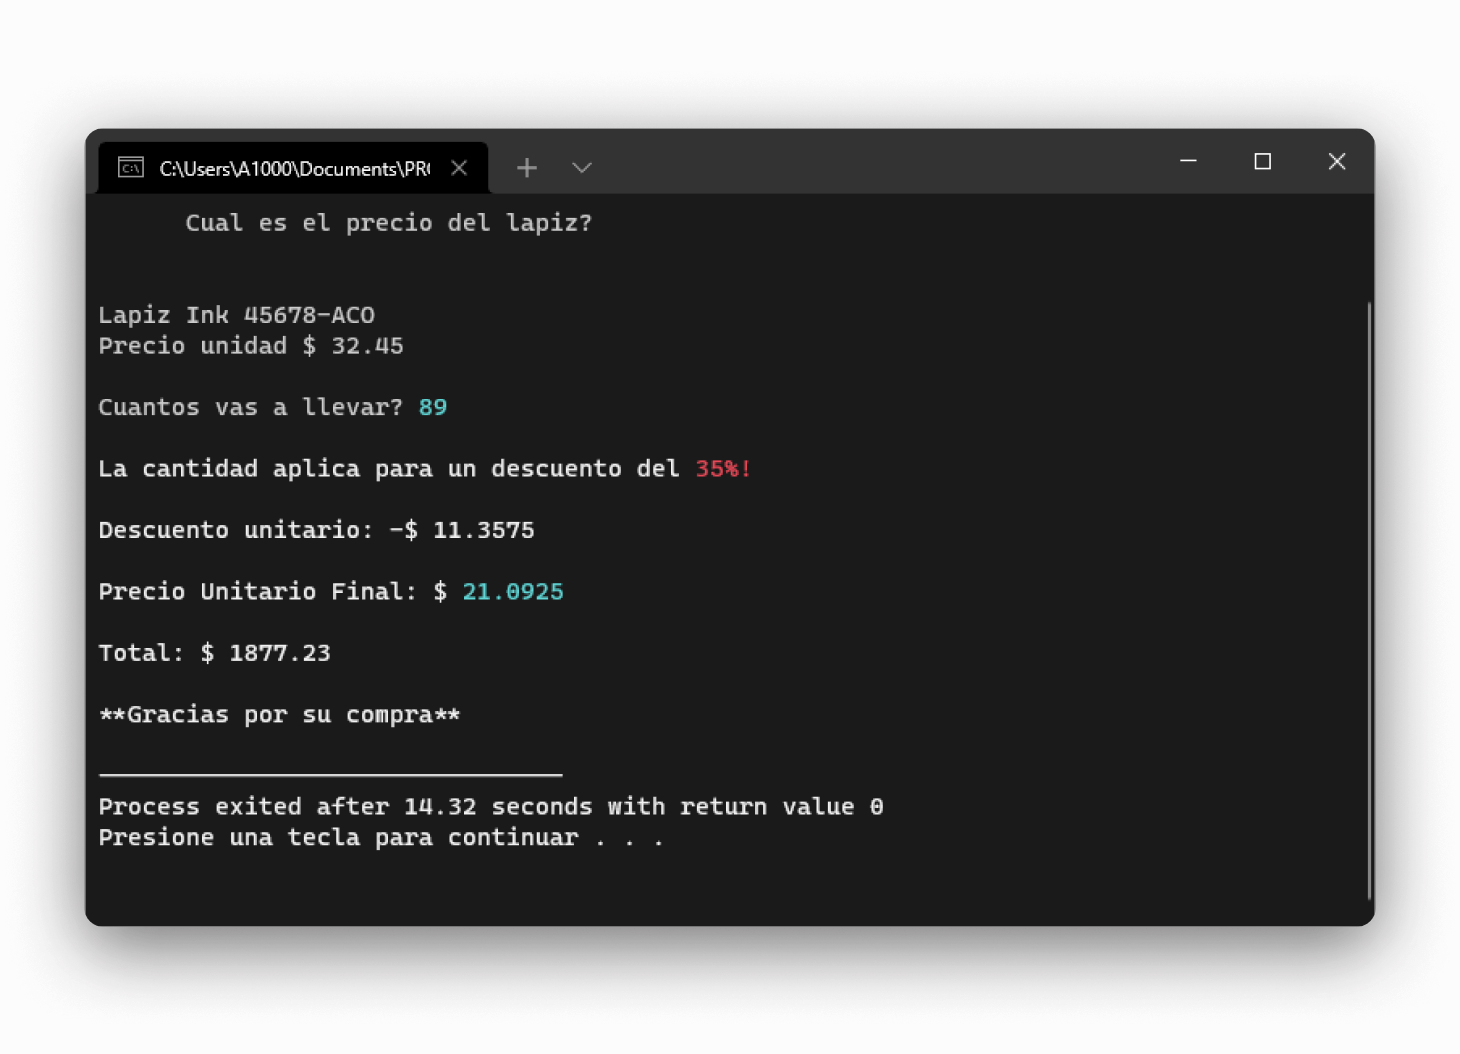 C:\Users\A1000\Documents\PR
Cual es el precio del lapiz?
Lapiz Ink 45678-ACO
Precio unidad $ 32.45
Cuantos vas a llevar? 89
La cantidad aplica para un descuento del 35%!
Descuento unitario: -$ 11.3575
Precio Unitario Final: $ 21.0925
Total: $ 1877.23
**Gracias por su compra**
Process exited after 14.32 seconds with return value 0
Presione una tecla para continuar . . .